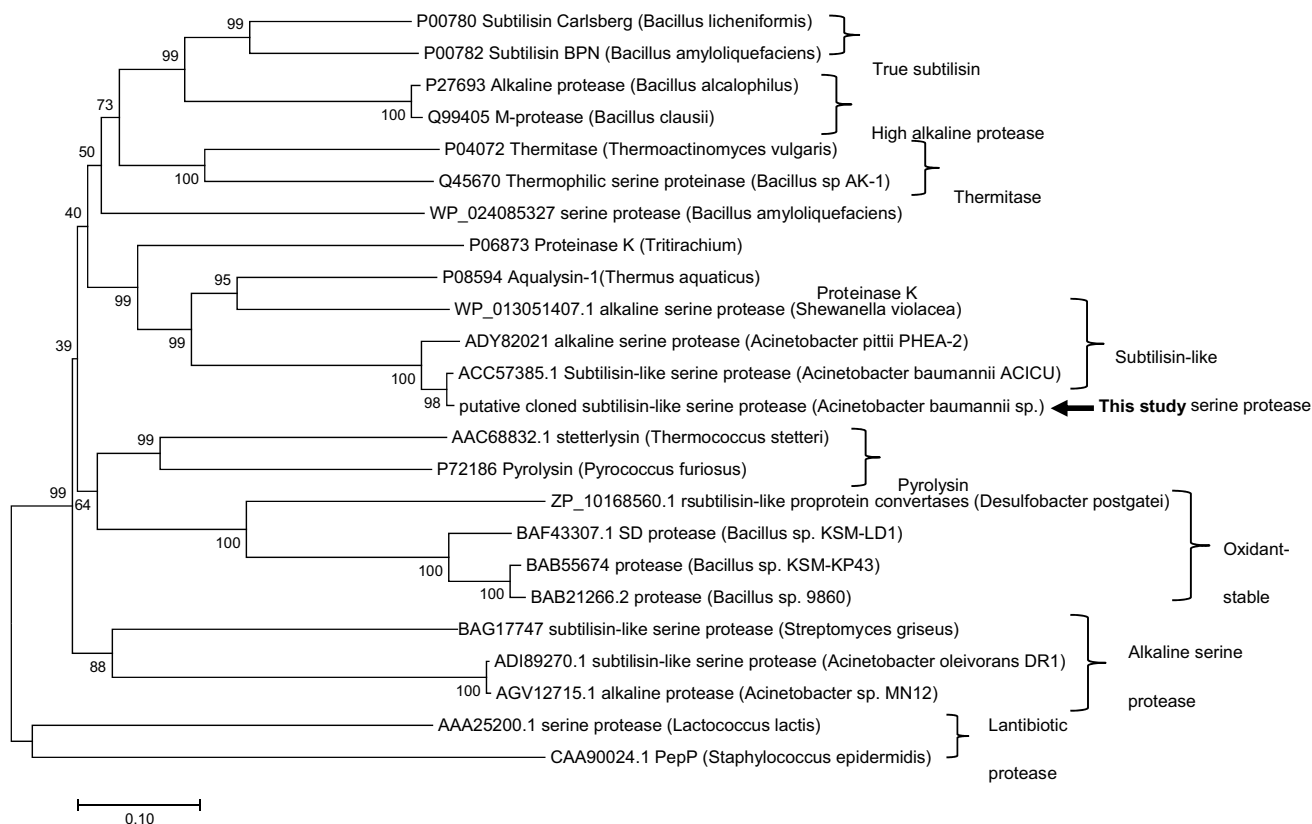 99
P00780 Subtilisin Carlsberg (Bacillus licheniformis)
99
P00782 Subtilisin BPN (Bacillus amyloliquefaciens)
True subtilisin
P27693 Alkaline protease (Bacillus alcalophilus)
73
100
Q99405 M-protease (Bacillus clausii)
High alkaline protease
50
P04072 Thermitase (Thermoactinomyces vulgaris)
100
Q45670 Thermophilic serine proteinase (Bacillus sp AK-1)
Thermitase
40
WP_024085327 serine protease (Bacillus amyloliquefaciens)
P06873 Proteinase K (Tritirachium)
99
95
P08594 Aqualysin-1(Thermus aquaticus)
Proteinase K
WP_013051407.1 alkaline serine protease (Shewanella violacea)
39
99
ADY82021 alkaline serine protease (Acinetobacter pittii PHEA-2)
Subtilisin-like
100
ACC57385.1 Subtilisin-like serine protease (Acinetobacter baumannii ACICU)
98
putative cloned subtilisin-like serine protease (Acinetobacter baumannii sp.)
This study serine protease
99
AAC68832.1 stetterlysin (Thermococcus stetteri)
P72186 Pyrolysin (Pyrococcus furiosus)
Pyrolysin
99
64
ZP_10168560.1 rsubtilisin-like proprotein convertases (Desulfobacter postgatei)
100
BAF43307.1 SD protease (Bacillus sp. KSM-LD1)
Oxidant-
100
BAB55674 protease (Bacillus sp. KSM-KP43)
100
BAB21266.2 protease (Bacillus sp. 9860)
stable
BAG17747 subtilisin-like serine protease (Streptomyces griseus)
Alkaline serine
88
ADI89270.1 subtilisin-like serine protease (Acinetobacter oleivorans DR1)
100
AGV12715.1 alkaline protease (Acinetobacter sp. MN12)
protease
AAA25200.1 serine protease (Lactococcus lactis)
Lantibiotic
CAA90024.1 PepP (Staphylococcus epidermidis)
protease
0.10